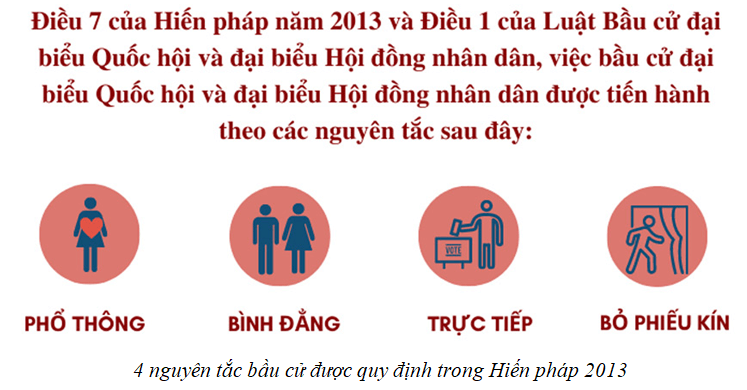 Điều 7 của Hiến pháp năm 2013 và Điều 1 của Luật Bầu cử đại
biểu Quốc hội và đại biểu Hội đồng nhân dân, việc bầu cử đại
biểu Quốc hội và đại biểu Hội đồng nhân dân được tiến hành
theo các nguyên tắc sau đây:
VOTE
PHỔ THÔNG
BÌNH ĐẲNG
TRỰC TIẾP
BỎ PHIẾU KÍN
4 nguyên tắc bầu cử được quy định trong Hiến pháp 2013